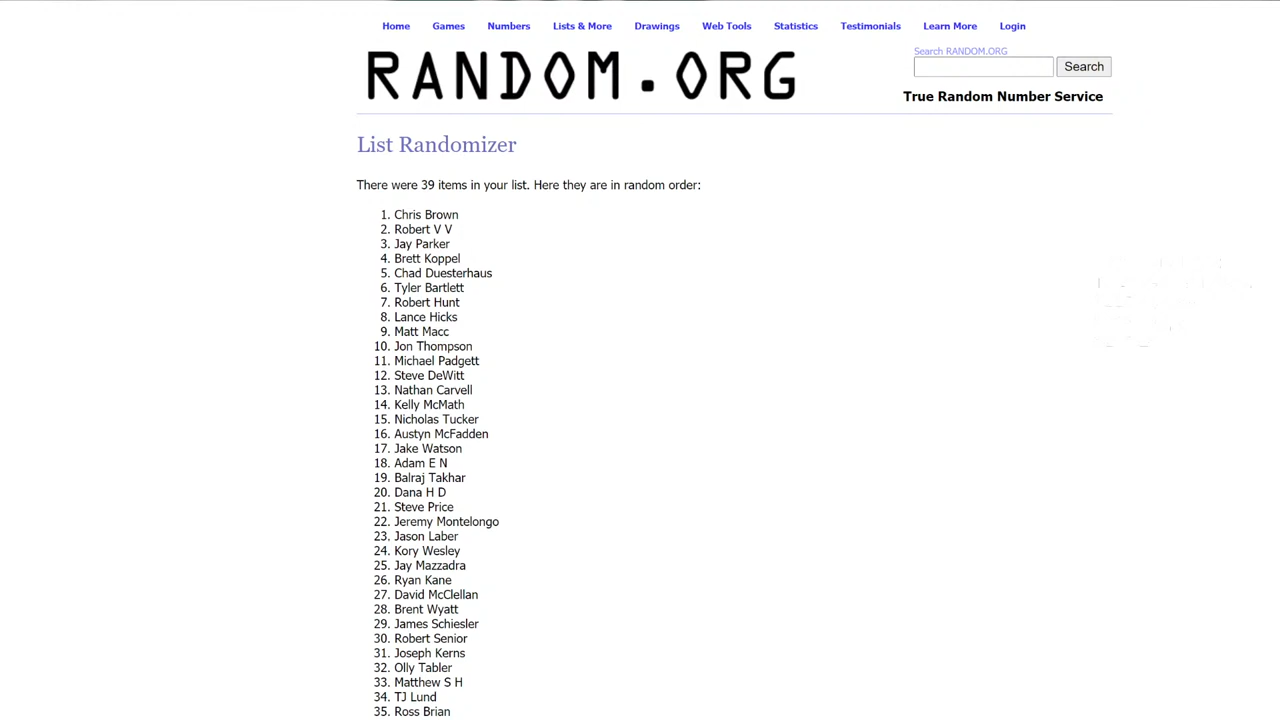 Home Games Numbers Lists & More Drawings Web Tools Statistics Testimonials Learn More Login
RANDOM.ORG
Search RANDOM.ORG
Search
True Random Number Service
List Randomizer
There were 39 items in your list. Here they are in random order:
1. Chris Brown
2. Robert V V
3. Jay Parker
4. Brett Koppel
5. Chad Duesterhaus
6. Tyler Bartlett
7. Robert Hunt
8. Lance Hicks
9. Matt Macc
10. Jon Thompson
11. Michael Padgett
12. Steve DeWitt
13. Nathan Carvell
14. Kelly McMath
15. Nicholas Tucker
16. Austyn McFadden
17. Jake Watson
18. Adam E N
19. Balraj Takhar
20. Dana H D
21. Steve Price
22. Jeremy Montelongo
23. Jason Laber
24. Kory Wesley
25. Jay Mazzadra
26. Ryan Kane
27. David McClellan
28. Brent Wyatt
29. James Schiesler
30. Robert Senior
31. Joseph Kerns
32. Olly Tabler
33. Matthew S H
34. TJ Lund
35. Ross Brian